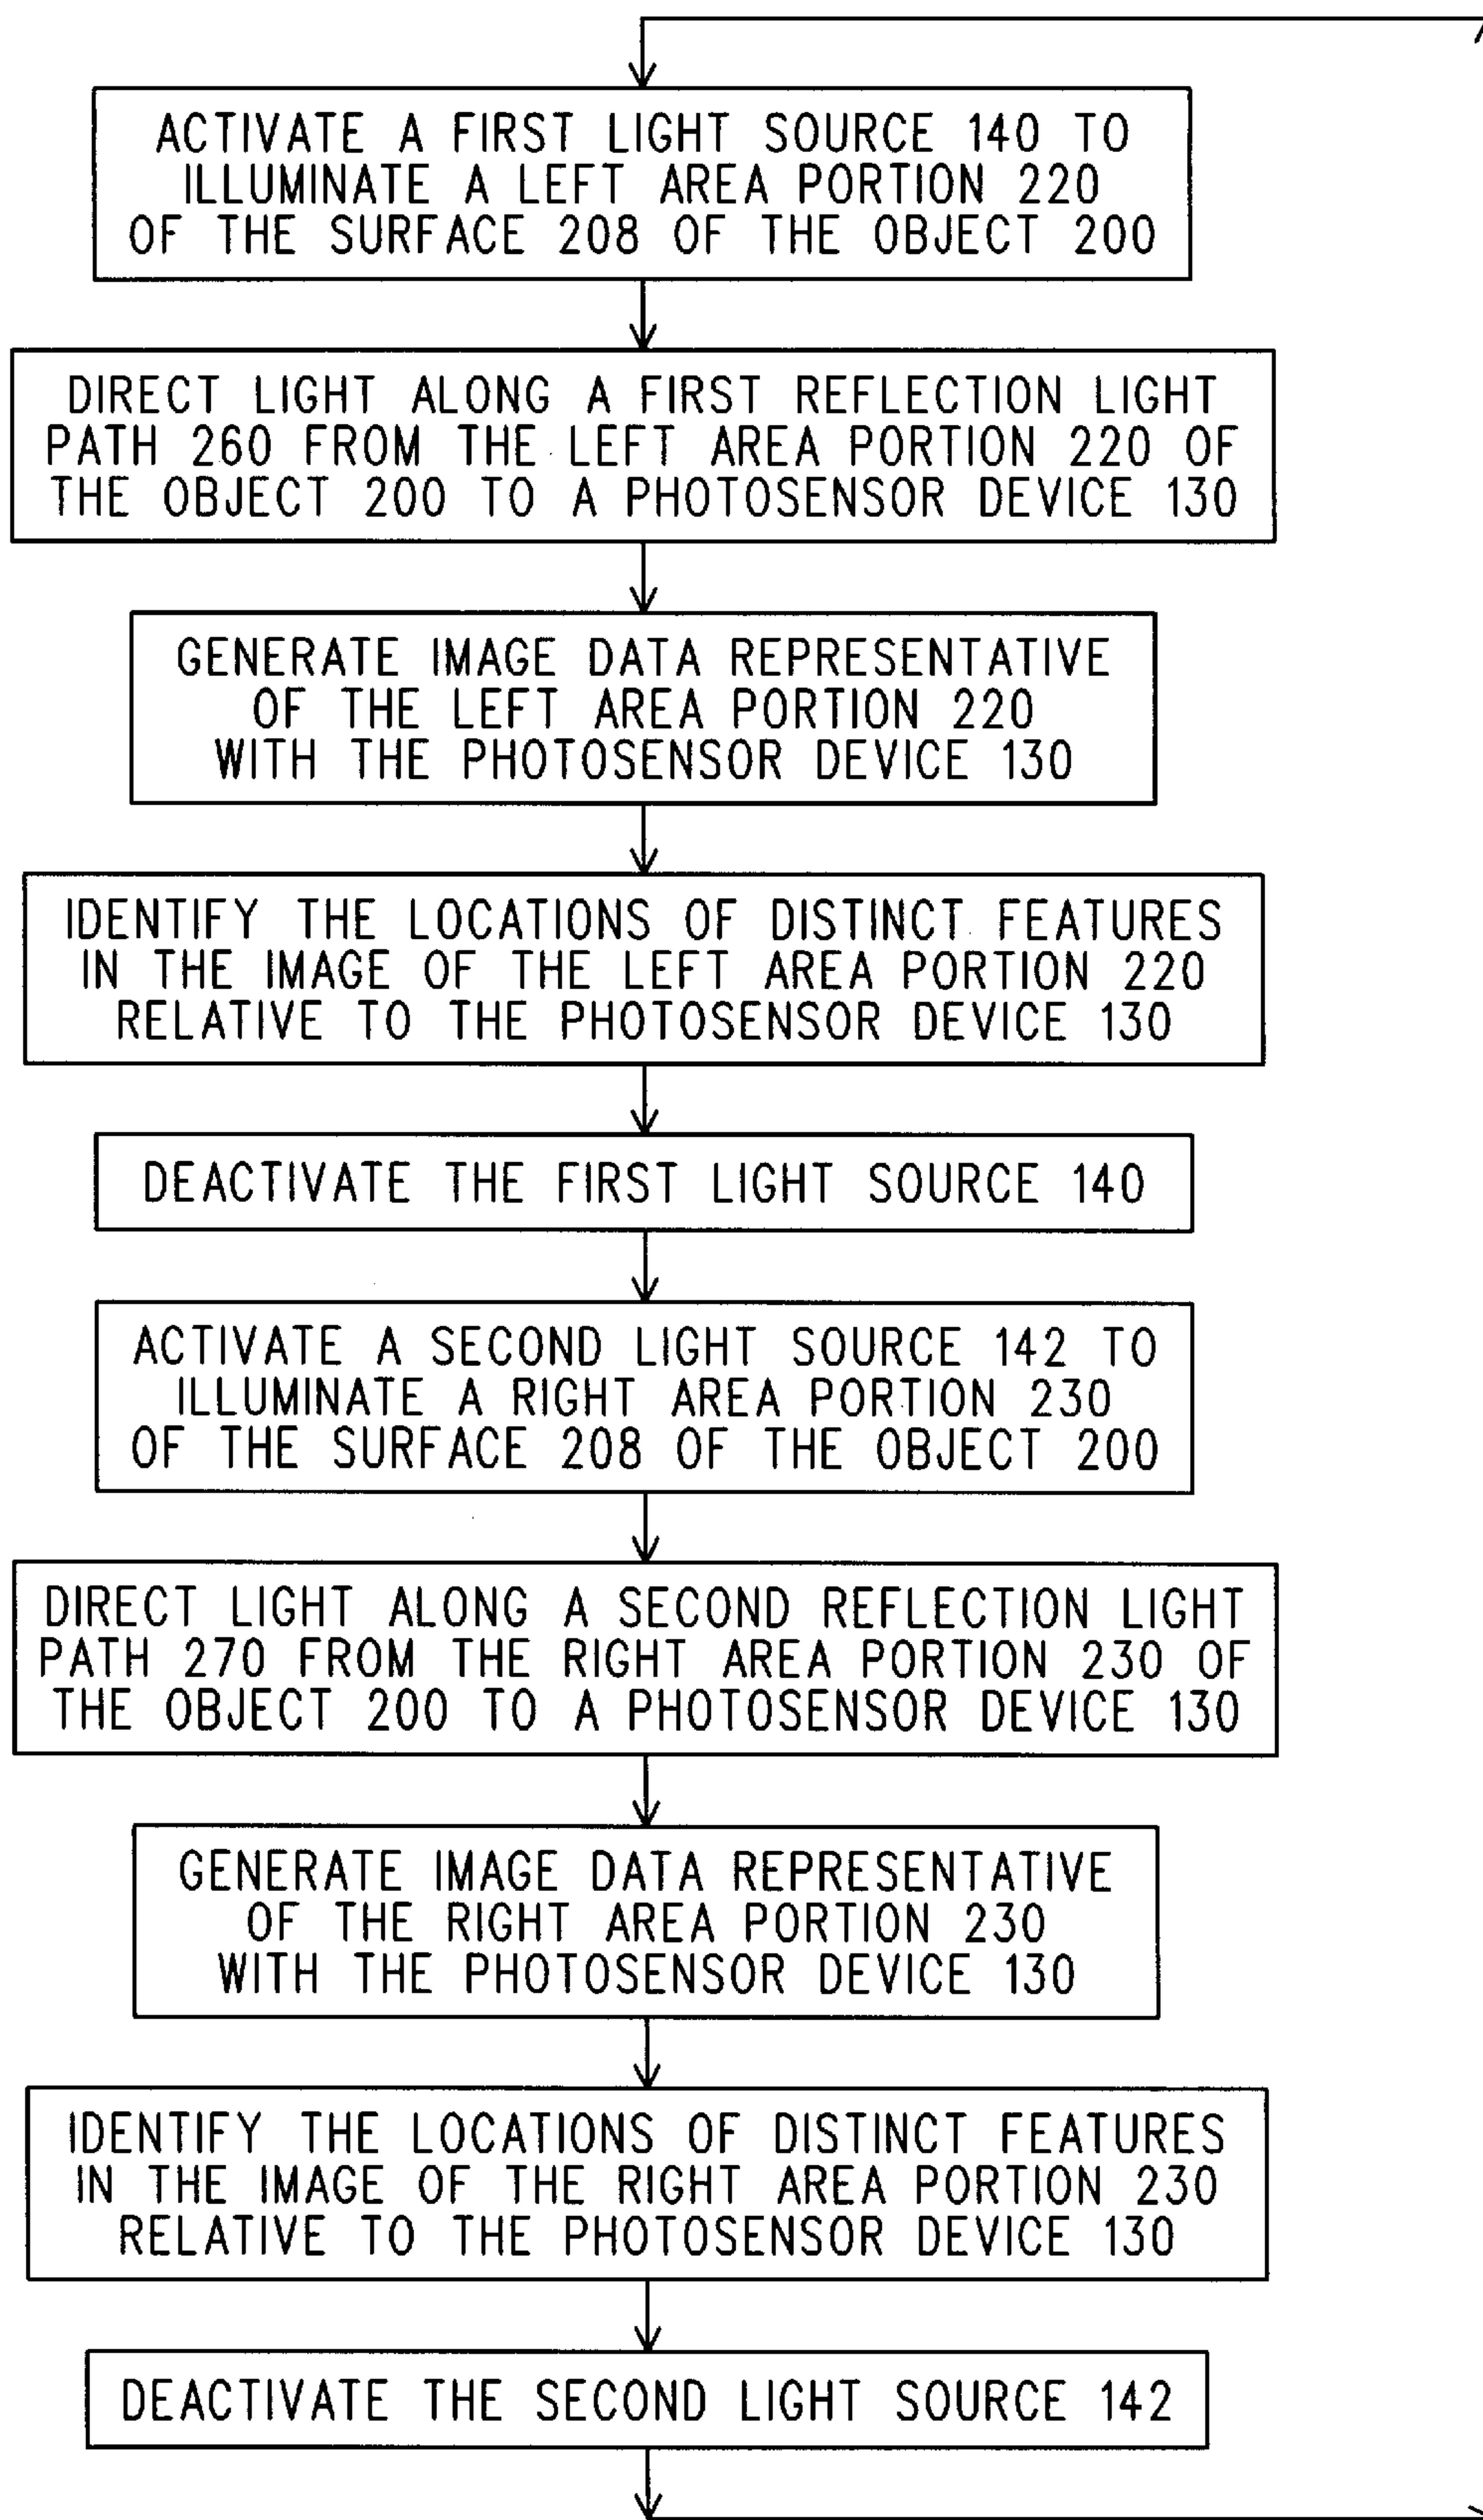 ACTIVATE A FIRST LIGHT SOURCE 140 TO
ILLUMINATE A LEFT AREA PORTION 220
OF THE SURFACE 208 OF THE OBJECT 200
DIRECT LIGHT ALONG A FIRST REFLECTION LIGHT
PATH 260 FROM THE LEFT AREA PORTION 220 OF
THE OBJECT 200 TO A PHOTOSENSOR DEVICE 130
GENERATE IMAGE DATA REPRESENTATIVE
OF THE LEFT AREA PORTION 220
WITH THE PHOTOSENSOR DEVICE 130
IDENTIFY THE LOCATIONS OF DISTINCT FEATURES
IN THE IMAGE OF THE LEFT AREA PORTION 220
RELATIVE TO THE PHOTOSENSOR DEVICE 130
DEACTIVATE THE FIRST LIGHT SOURCE 140
ACTIVATE A SECOND LIGHT SOURCE 142 TO
ILLUMINATE A RIGHT AREA PORTION 230
OF THE SURFACE 208 OF THE OBJECT 200
DIRECT LIGHT ALONG A SECOND REFLECTION LIGHT
PATH 270 FROM THE RIGHT AREA PORTION 230 OF
THE OBJECT 200 TO A PHOTOSENSOR DEVICE 130
GENERATE IMAGE DATA REPRESENTATIVE
OF THE RIGHT AREA PORTION 230
WITH THE PHOTOSENSOR DEVICE 130
IDENTIFY THE LOCATIONS OF DISTINCT FEATURES
IN THE IMAGE OF THE RIGHT AREA PORTION 230
RELATIVE TO THE PHOTOSENSOR DEVICE 130
DEACTIVATE THE SECOND LIGHT SOURCE 142